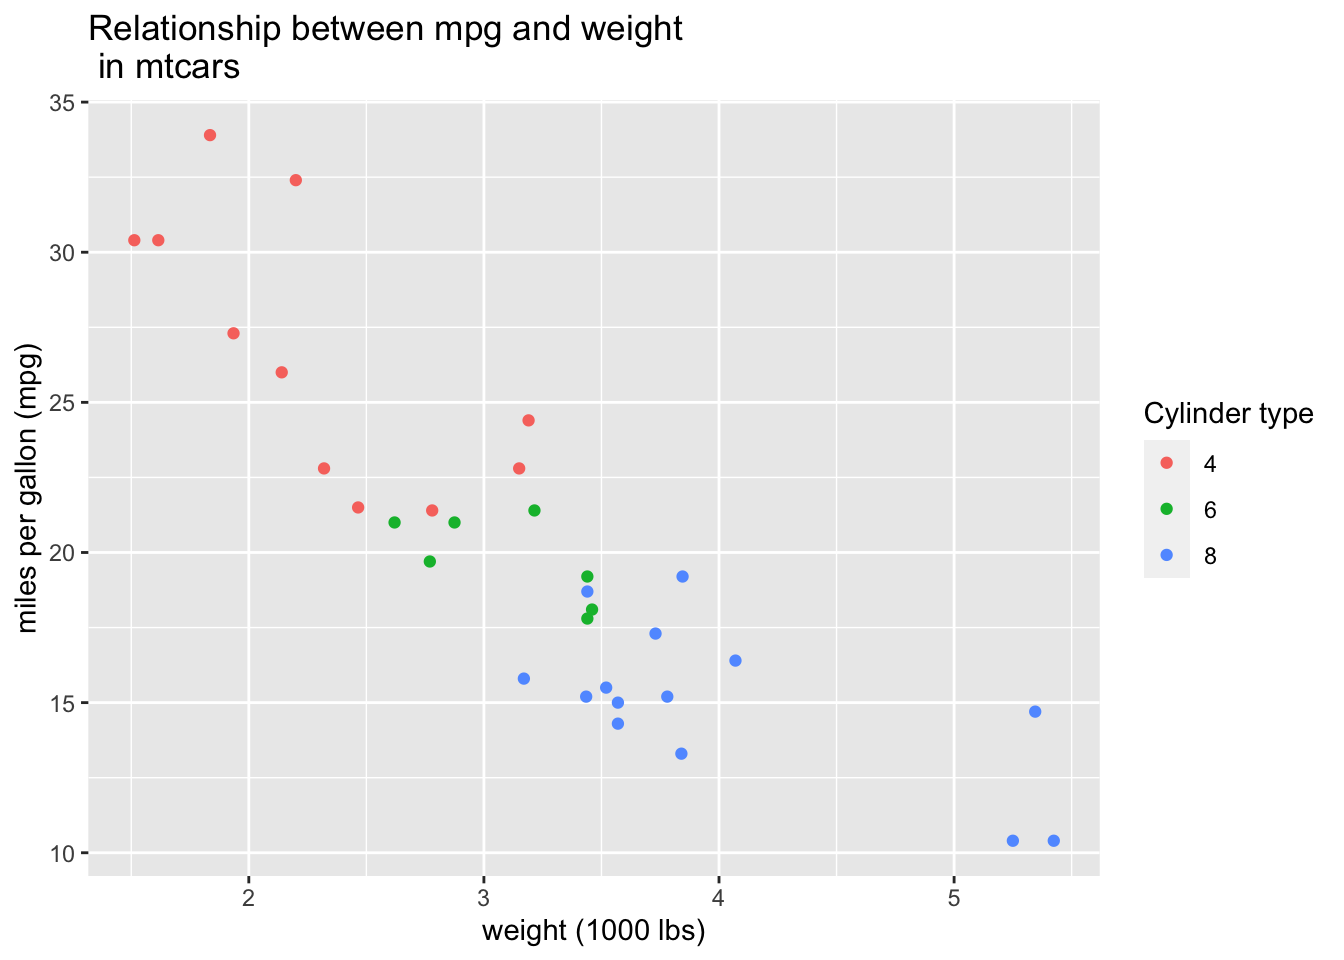 Relationship between mpg and weight
in mtcars
35
30
25
20
15
10
miles per gallon (mpg)
2
3
4
5
weight (1000 lbs)
Cylinder type
4
6
8